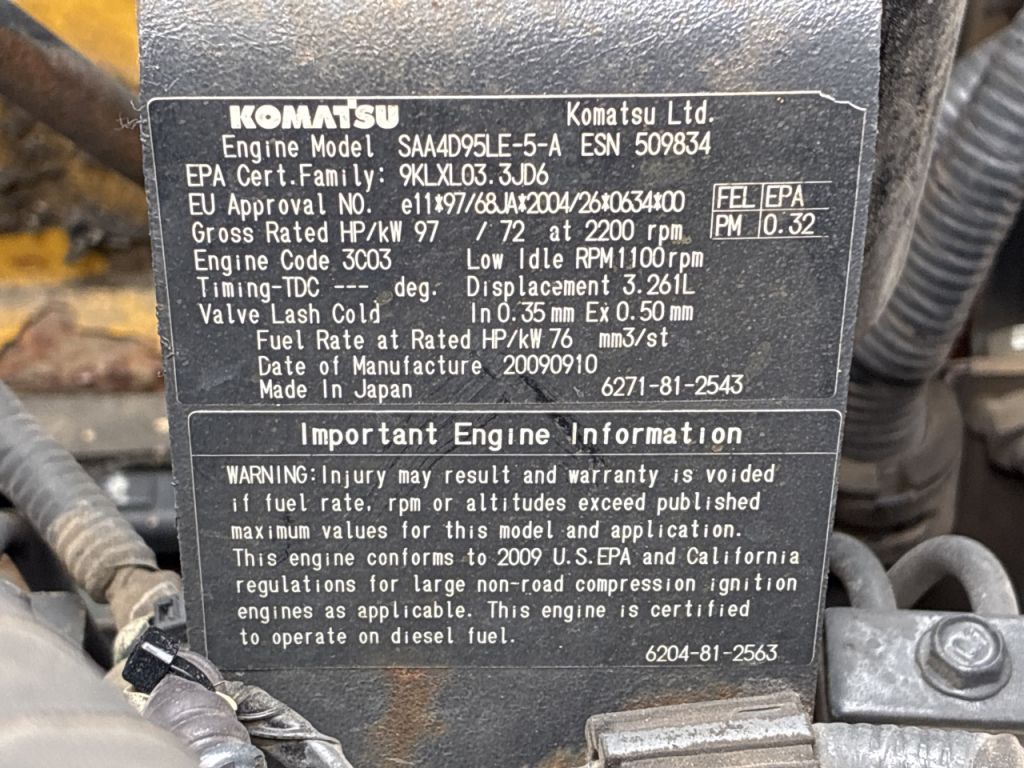 KOMATSU Komatsu Ltd.
Engine Model SAA4D95LE-5-A ESN 509834
EPA Cert.Family: 9KLXL03.3JD6
EU Approval NO. e11*97/68JA*2004/26*0634*00 FEL EPA
Gross Rated HP/kW 97 / 72 at 2200 rpm PM 0.32
Engine Code 3C03 Low Idle RPM 1100 rpm
Timing-TDC --- deg. Displacement 3.261L
Valve Lash Cold In 0.35 mm Ex 0.50 mm
Fuel Rate at Rated HP/kW 76 mm3/st
Date of Manufacture 20090910
Made In Japan 6271-81-2543
Important Engine Information
WARNING: Injury may result and warranty is voided
if fuel rate, rpm or altitudes exceed published
maximum values for this model and application.
This engine conforms to 2009 U.S.EPA and California
regulations for large non-road compression ignition
engines as applicable. This engine is certified
to operate on diesel fuel.
6204-81-2563